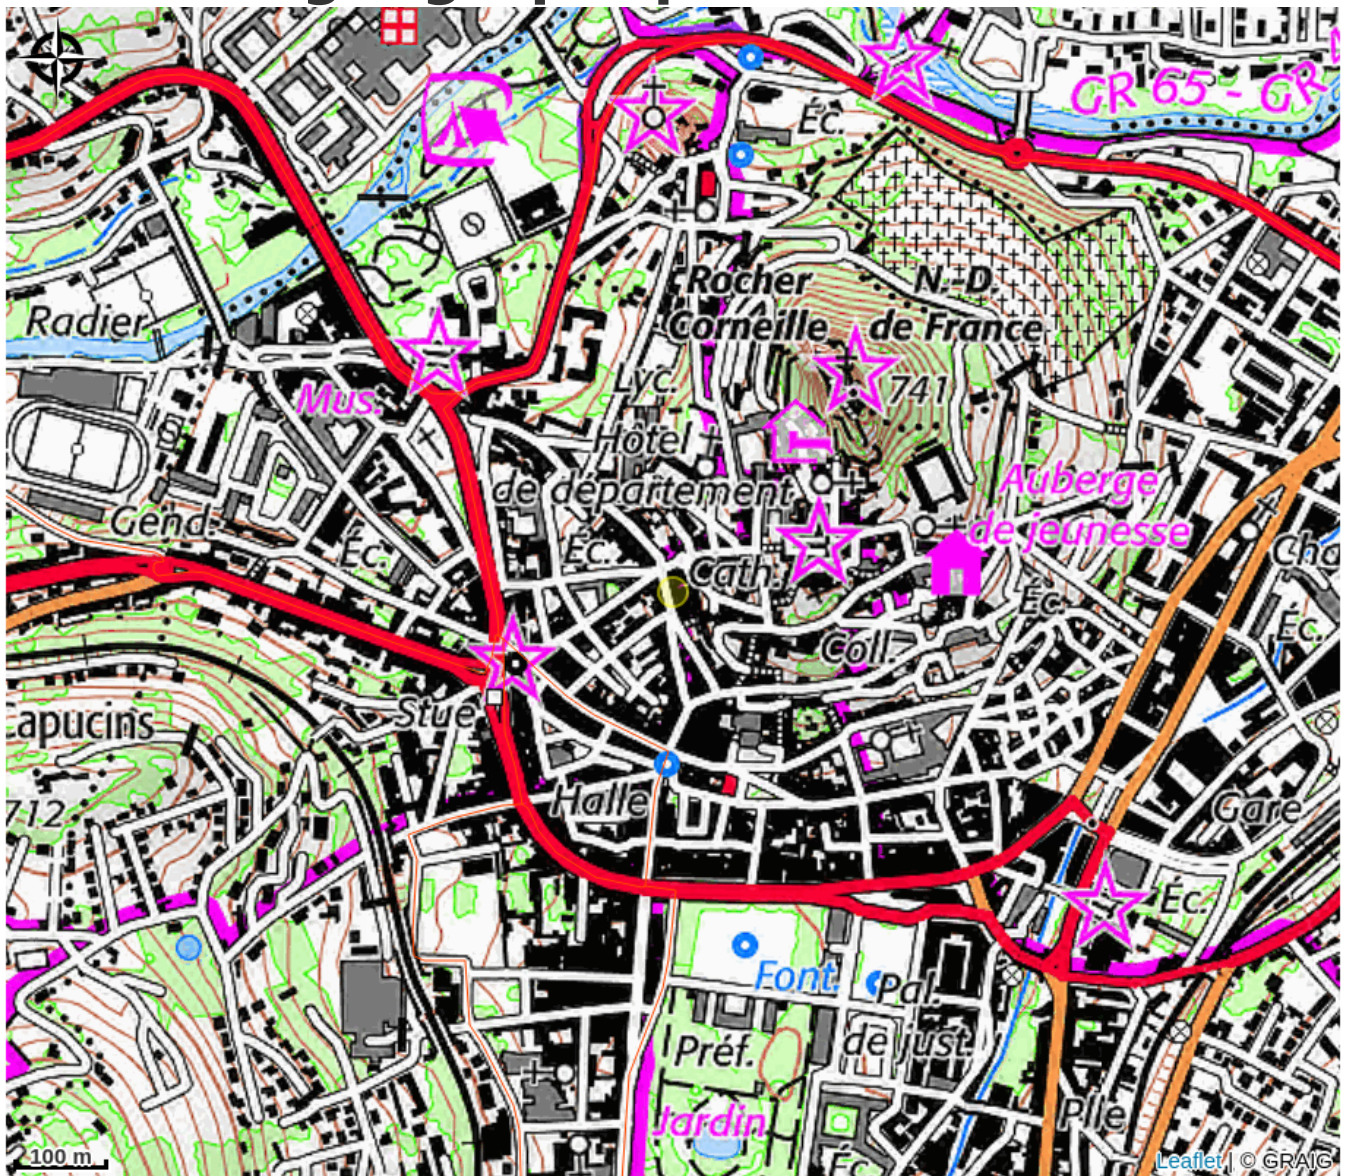 GR 65 - GR
Éc.
Radier
Rocher
Corneille
N.-D.
de France
741
Mus.
Lyc.
Hôtel
de département
Auberge
de jeunesse
Gend.
Éc.
Éc.
Cath.
Éc.
Éc.
Coll.
Stue
Capucins
712
Halle
Gare
Éc.
Font.
Pal.
de just.
Préf.
Jardin
Plle
Éc.
100 m
Leaflet | © GRAIG